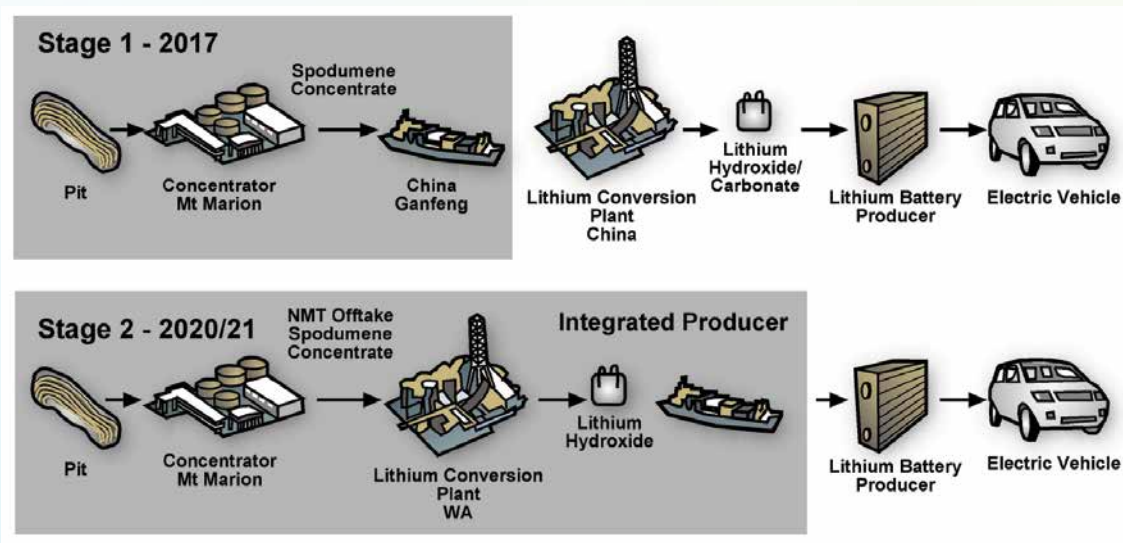 Stage 1 - 2017
Spodumene
Concentrate
Pit
Concentrator
Mt Marion
China
Ganfeng
Lithium Conversion
Plant
China
Lithium
Hydroxide/
Carbonate
Lithium Battery
Producer
Electric Vehicle
Stage 2 - 2020/21
NMT Offtake
Spodumene
Concentrate
Integrated Producer
Pit
Concentrator
Mt Marion
Lithium Conversion
Plant
WA
Lithium
Hydroxide
Lithium Battery
Producer
Electric Vehicle